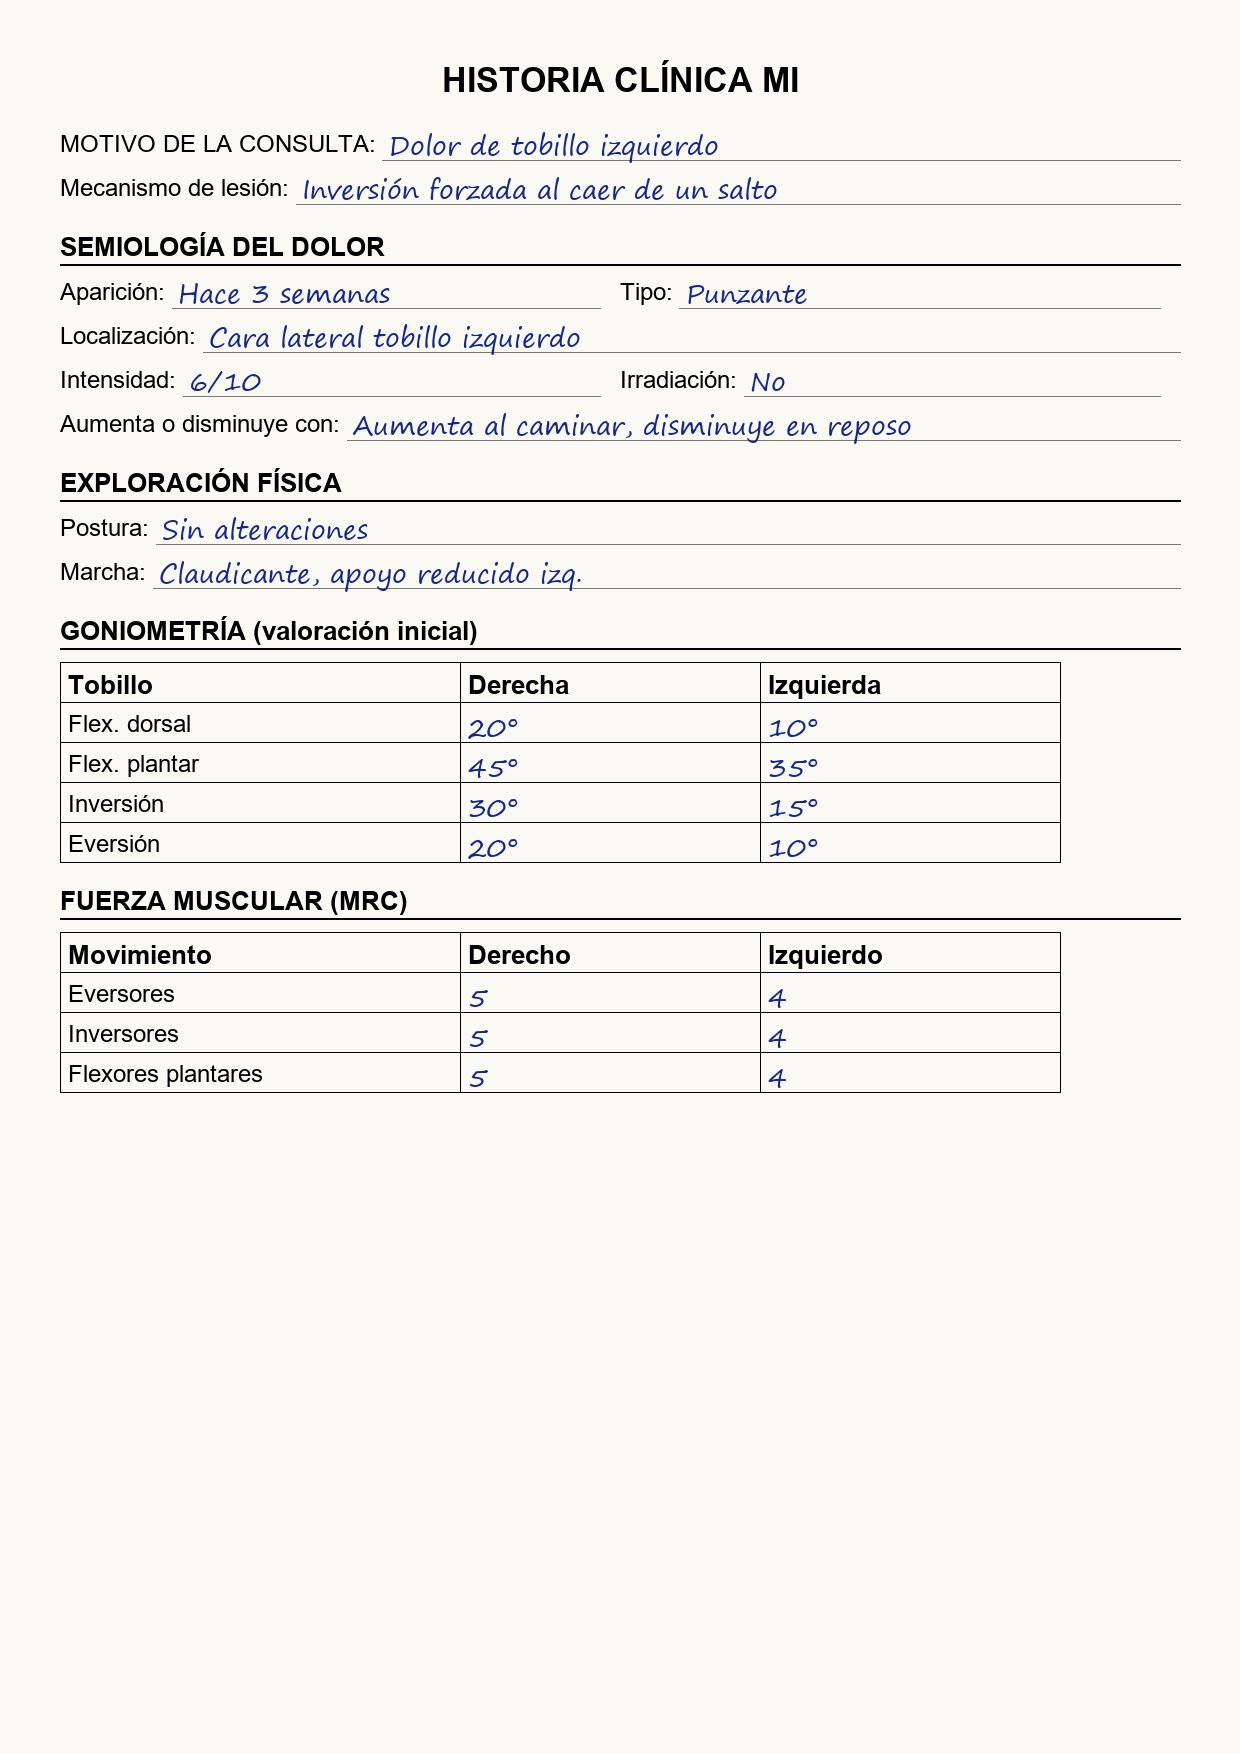 HISTORIA CLÍNICA MI
MOTIVO DE LA CONSULTA: Dolor de tobillo izquierdo
Mecanismo de lesión: Inversión forzada al caer de un salto
SEMIOLOGÍA DEL DOLOR
Aparición: Hace 3 semanas Tipo: Punzante
Localización: Cara lateral tobillo izquierdo
Intensidad: 6/10 Irradiación: No
Aumenta o disminuye con: Aumenta al caminar, disminuye en reposo
EXPLORACIÓN FÍSICA
Postura: Sin alteraciones
Marcha: Claudicante, apoyo reducido izq.
GONIOMETRÍA (valoración inicial)
Tobillo Derecha Izquierda
Flex. dorsal 20° 10°
Flex. plantar 45° 35°
Inversión 30° 15°
Eversión 20° 10°
FUERZA MUSCULAR (MRC)
Movimiento Derecho Izquierdo
Eversores 5 4
Inversores 5 4
Flexores plantares 5 4